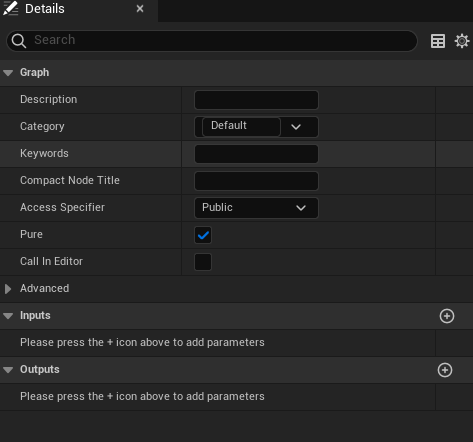 Details
Search
Graph
Description
Category Default
Keywords
Compact Node Title
Access Specifier Public
Pure
Call In Editor
Advanced
Inputs
Please press the + icon above to add parameters
Outputs
Please press the + icon above to add parameters